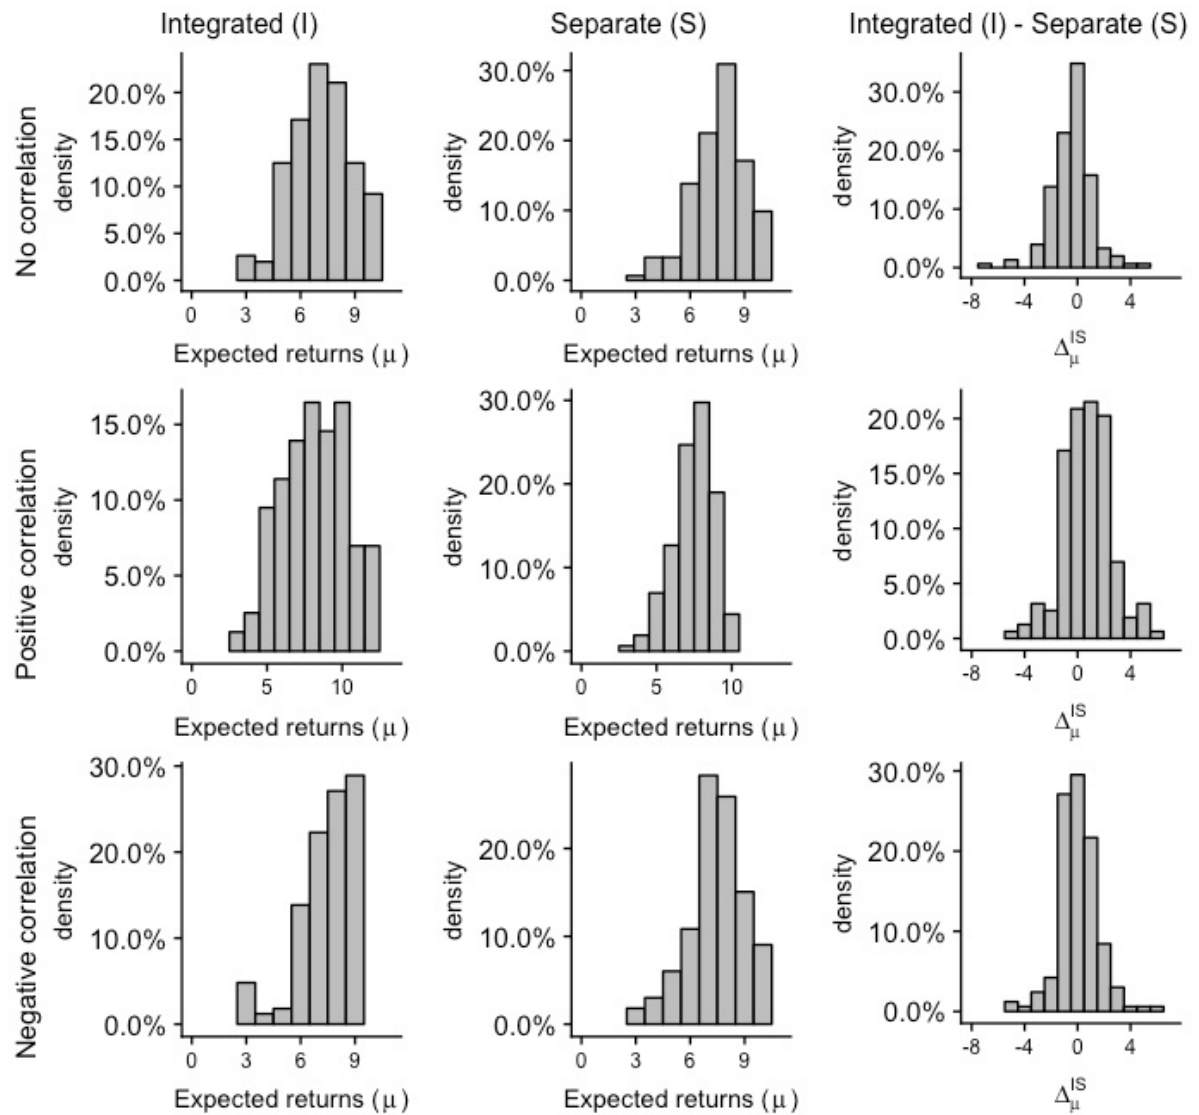 Integrated (I)
Separate (S)
Integrated (I) - Separate (S)
No correlation
density
20.0%
15.0%
10.0%
5.0%
0.0%
0 3 6 9
Expected returns (μ)
density
30.0%
20.0%
10.0%
0.0%
0 3 6 9
Expected returns (μ)
density
30.0%
20.0%
10.0%
0.0%
-8 -4 0 4
Δ_μ^IS
Positive correlation
density
15.0%
10.0%
5.0%
0.0%
0 5 10
Expected returns (μ)
density
30.0%
20.0%
10.0%
0.0%
0 5 10
Expected returns (μ)
density
20.0%
15.0%
10.0%
5.0%
0.0%
-8 -4 0 4
Δ_μ^IS
Negative correlation
density
30.0%
20.0%
10.0%
0.0%
0 3 6 9
Expected returns (μ)
density
20.0%
10.0%
0.0%
0 3 6 9
Expected returns (μ)
density
30.0%
20.0%
10.0%
0.0%
-8 -4 0 4
Δ_μ^IS